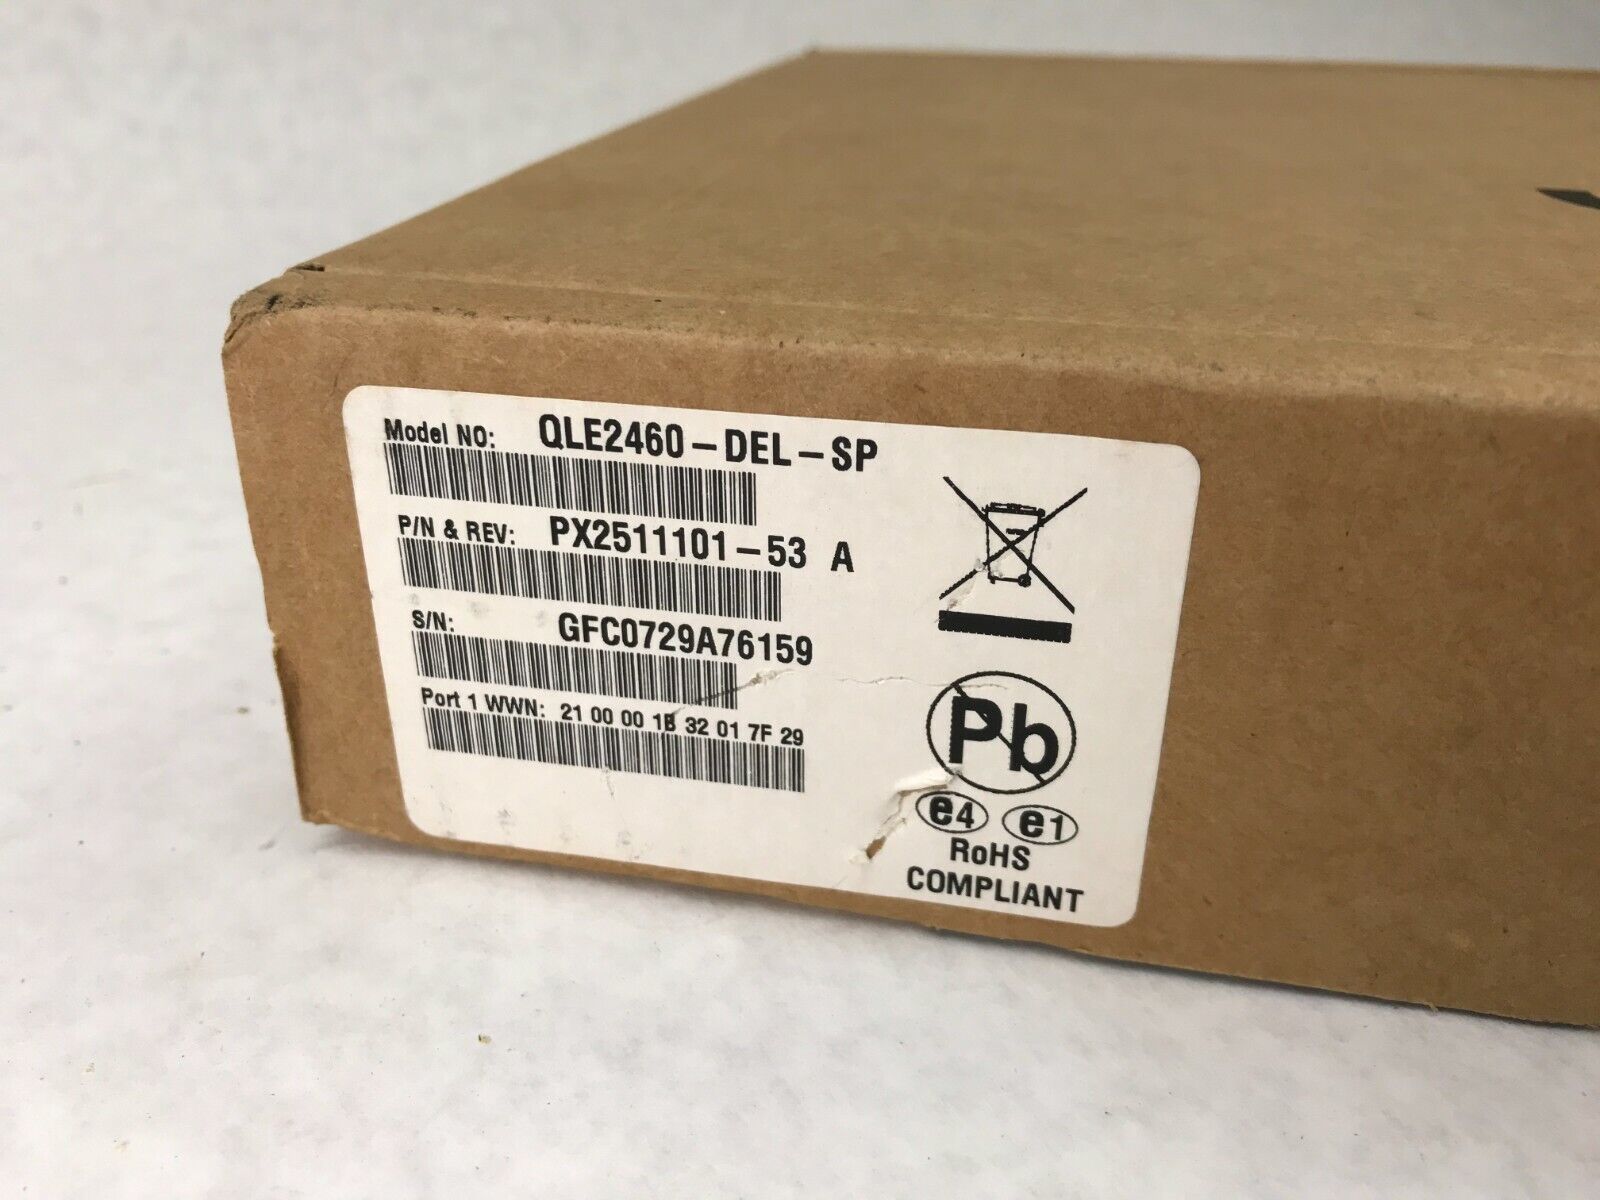 Model NO: QLE2460-DEL-SP
P/N & REV: PX2511101-53 A
S/N: GFC0729A76159
Port 1 WWN: 21 00 00 1B 32 01 7F 29
Pb
e4 e1
RoHS
COMPLIANT